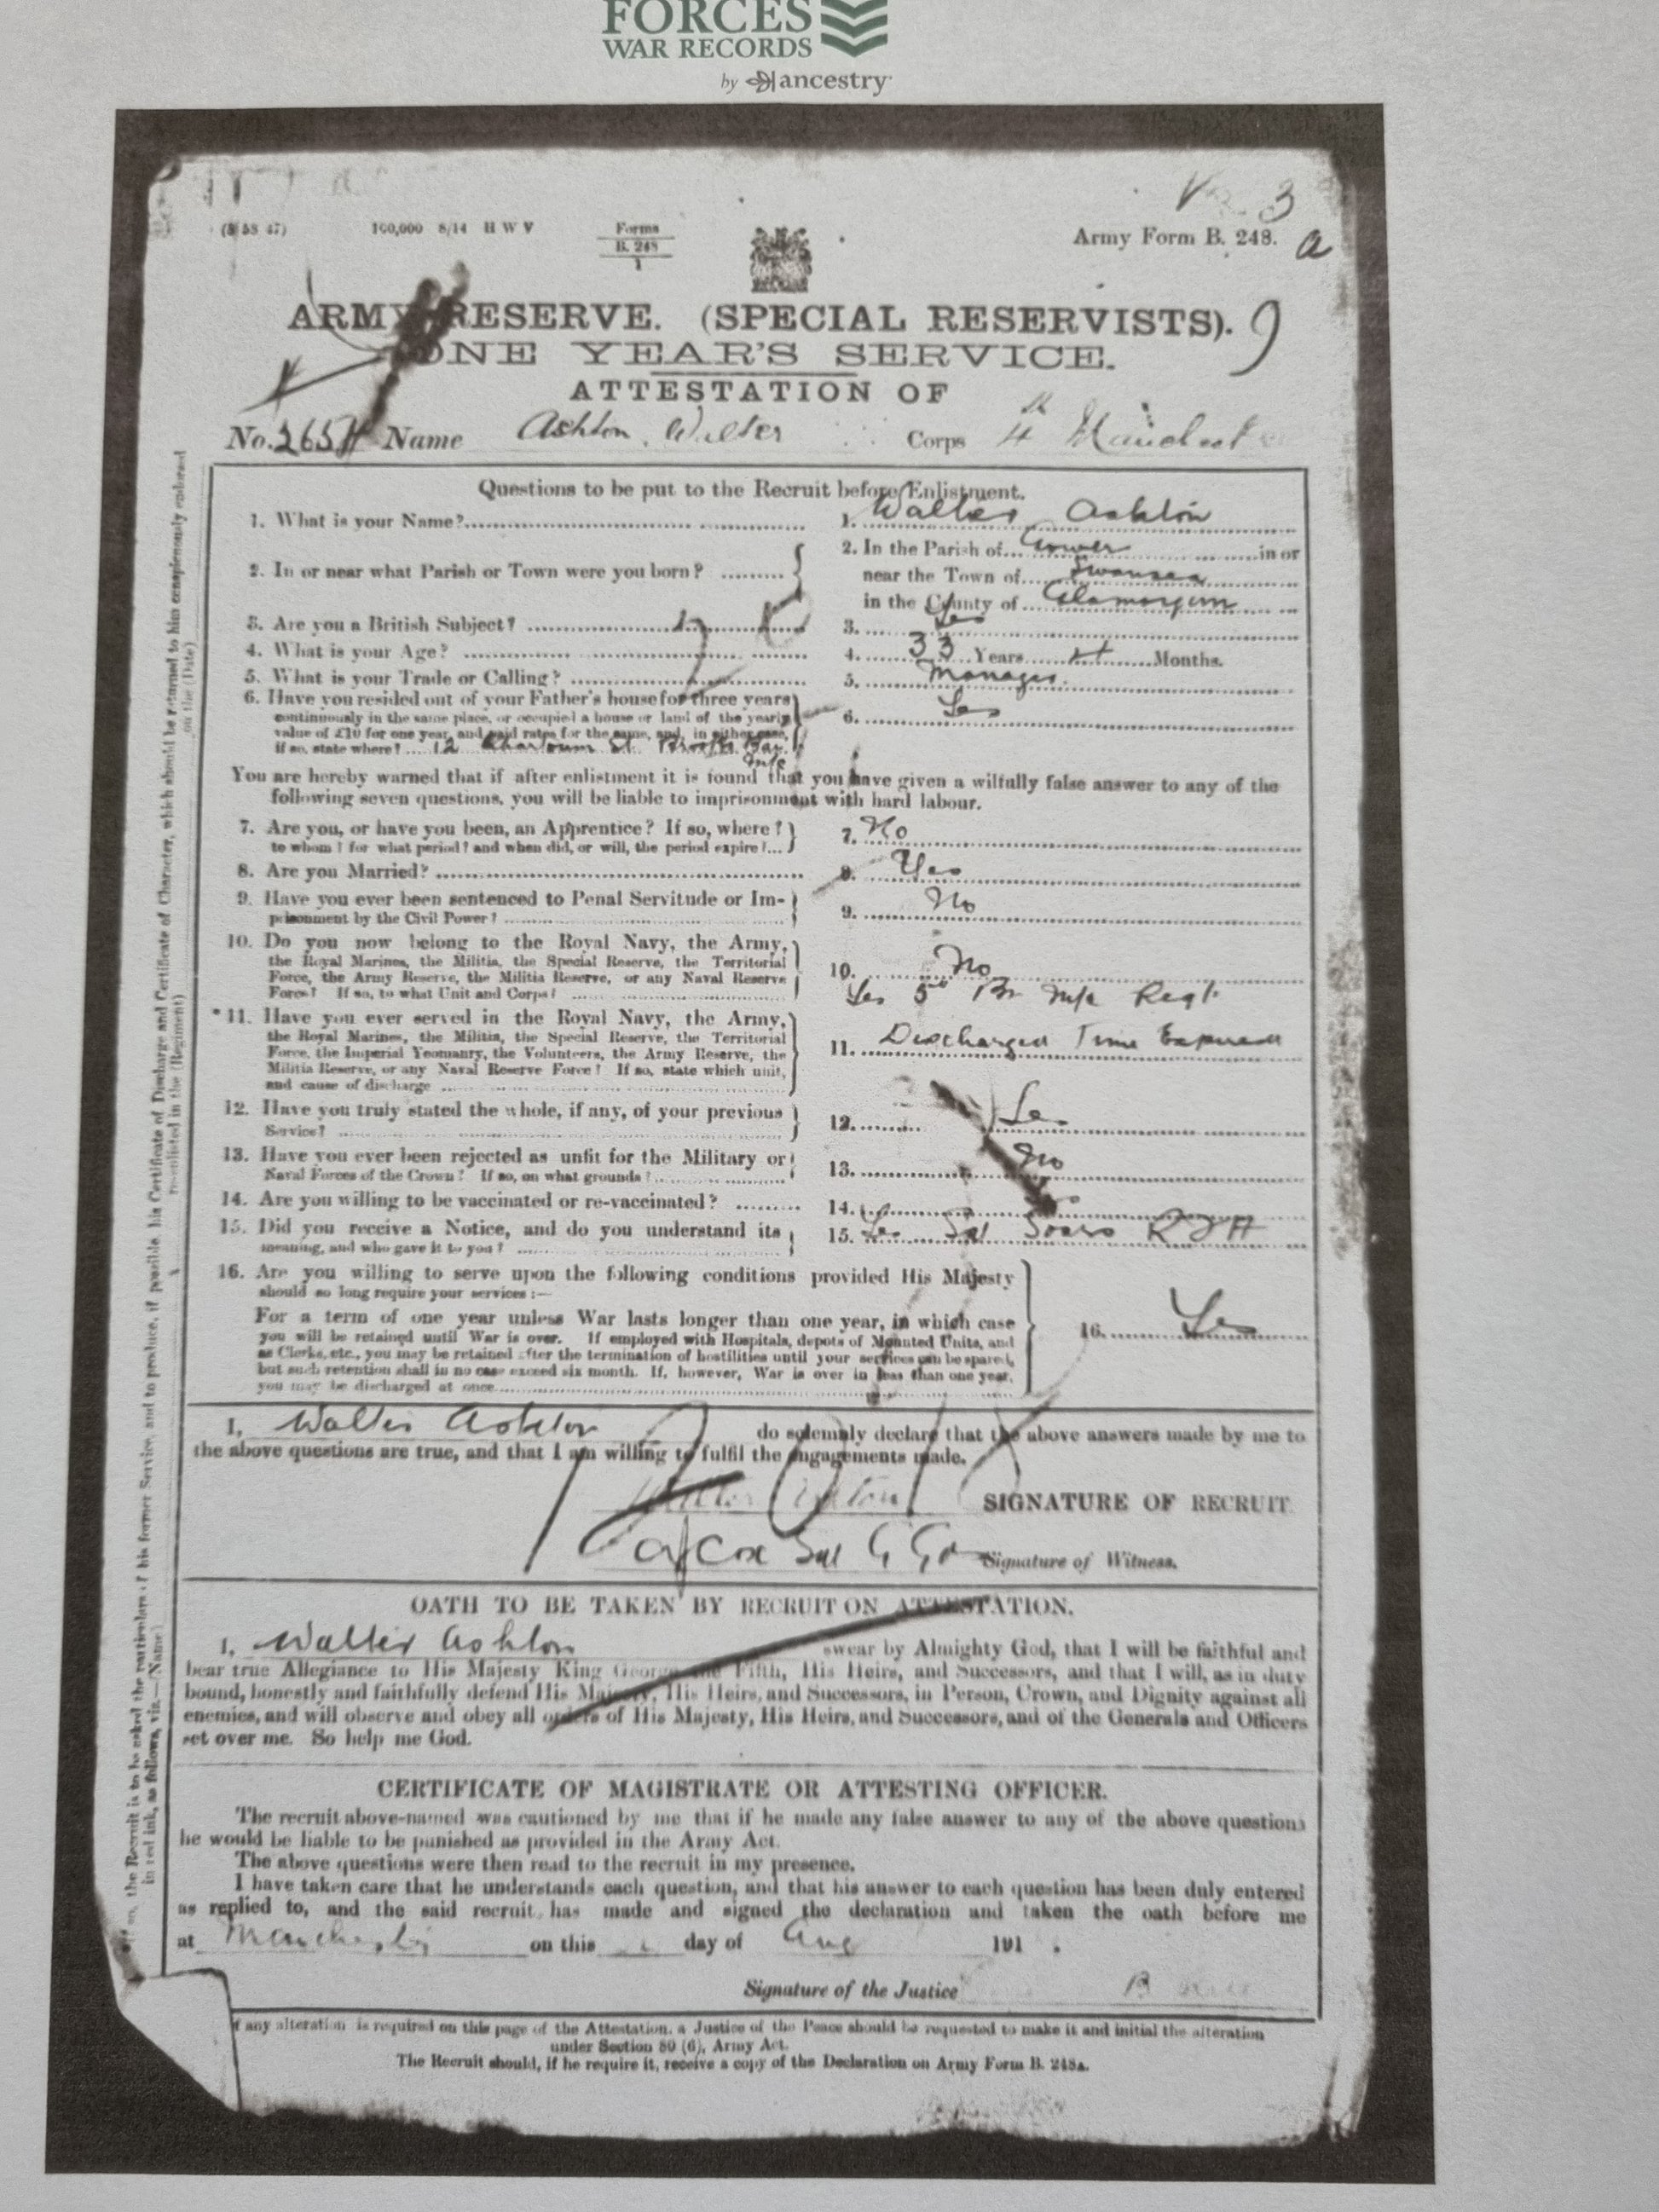 FORCES
WAR RECORDS
by ancestry
3
100,000 8/14 H W V
Forms
B. 248
1
Army Form B. 248. a
ARMY RESERVE. (SPECIAL RESERVISTS). 9
ONE YEAR'S SERVICE.
ATTESTATION OF
No. Name Ashton, Walter Corps 4th
Questions to be put to the Recruit before Enlistment.
1. What is your Name? 1. Walter Ashton
2. In or near what Parish or Town were you born? 2. In the Parish of Gower in or
near the Town of Swansea
in the County of Glamorgan
3. Are you a British Subject? 3. Yes
4. What is your Age? 4. 33 Years 4 Months.
5. What is your Trade or Calling? 5. Manager.
6. Have you resided out of your Father's house for three years
continuously in the same place, or occupied a house or land of the yearly
value of £10 for one year, and paid rates for the same, and, in either case,
if so, state where? 12 St. 6. Yes
You are hereby warned that if after enlistment it is found that you have given a wilfully false answer to any of the
following seven questions, you will be liable to imprisonment with hard labour.
7. Are you, or have you been, an Apprentice? If so, where? 7. No
to whom? for what period? and when did, or will, the period expire?
8. Are you Married? 8. Yes
9. Have you ever been sentenced to Penal Servitude or Im-
prisonment by the Civil Power? 9. No
10. Do you now belong to the Royal Navy, the Army,
the Royal Marines, the Militia, the Special Reserve, the Territorial
Force, the Army Reserve, the Militia Reserve, or any Naval Reserve
Force? If so, to what Unit and Corps? 10. No
Yes 5th Bn M/c Regt.
*11. Have you ever served in the Royal Navy, the Army,
the Royal Marines, the Militia, the Special Reserve, the Territorial
Force, the Imperial Yeomanry, the Volunteers, the Army Reserve, the
Militia Reserve, or any Naval Reserve Force? If so, state which unit,
and cause of discharge 11. Discharged Time Expired
12. Have you truly stated the whole, if any, of your previous
Service? 12. Yes
13. Have you ever been rejected as unfit for the Military or
Naval Forces of the Crown? If so, on what grounds? 13. No
14. Are you willing to be vaccinated or re-vaccinated? 14.
15. Did you receive a Notice, and do you understand its
meaning, and who gave it to you? 15. Yes
16. Are you willing to serve upon the following conditions provided His Majesty
should so long require your services:—
For a term of one year unless War lasts longer than one year, in which case
you will be retained until War is over. If employed with Hospitals, depots of Mounted Units, and
as Clerks, etc., you may be retained after the termination of hostilities until your services can be spared,
but such retention shall in no case exceed six month. If, however, War is over in less than one year,
you may be discharged at once. 16. Yes
I, Walter Ashton do solemnly declare that the above answers made by me to
the above questions are true, and that I am willing to fulfil the engagements made.
Walter Ashton SIGNATURE OF RECRUIT
Signature of Witness.
OATH TO BE TAKEN BY RECRUIT ON ATTESTATION.
I, Walter Ashton swear by Almighty God, that I will be faithful and
bear true Allegiance to His Majesty King George the Fifth, His Heirs, and Successors, and that I will, as in duty
bound, honestly and faithfully defend His Majesty, His Heirs, and Successors, in Person, Crown, and Dignity against all
enemies, and will observe and obey all orders of His Majesty, His Heirs, and Successors, and of the Generals and Officers
set over me. So help me God.
CERTIFICATE OF MAGISTRATE OR ATTESTING OFFICER.
The recruit above-named was cautioned by me that if he made any false answer to any of the above questions
he would be liable to be punished as provided in the Army Act.
The above questions were then read to the recruit in my presence.
I have taken care that he understands each question, and that his answer to each question has been duly entered
as replied to, and the said recruit has made and signed the declaration and taken the oath before me
at Manchester on this day of Aug 191 .
Signature of the Justice
If any alteration is required on this page of the Attestation, a Justice of the Peace should be requested to make it and initial the alteration
under Section 80 (6), Army Act.
The Recruit should, if he require it, receive a copy of the Declaration on Army Form B. 248A.